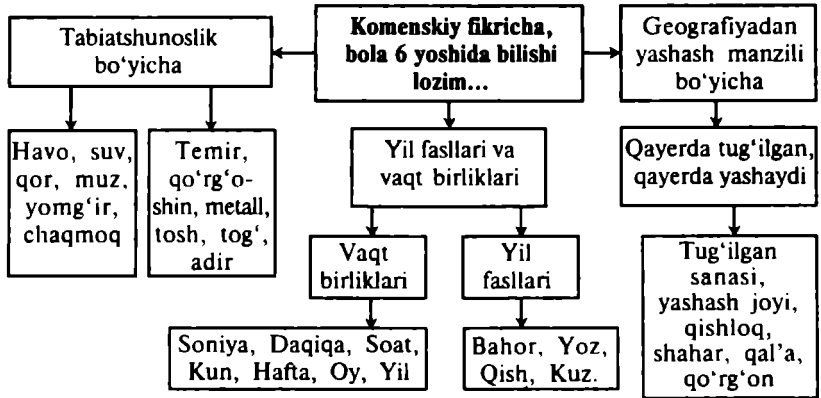 Tabiatshunoslik
bo‘yicha
Komenskiy fikricha,
bola 6 yoshida bilishi
lozim...
Geografiyadan
yashash manzili
bo‘yicha
Havo, suv,
qor, muz,
yomg‘ir,
chaqmoq
Temir,
qo‘rg‘o-
shin, metall,
tosh, tog‘,
adir
Yil fasllari va
vaqt birliklari
Qayerda tug‘ilgan,
qayerda yashaydi
Vaqt
birliklari
Yil
fasllari
Tug‘ilgan
sanasi,
yashash joyi,
qishloq,
shahar, qal’a,
qo‘rg‘on
Soniya, Daqiqa, Soat,
Kun, Hafta, Oy, Yil
Bahor, Yoz,
Qish, Kuz.